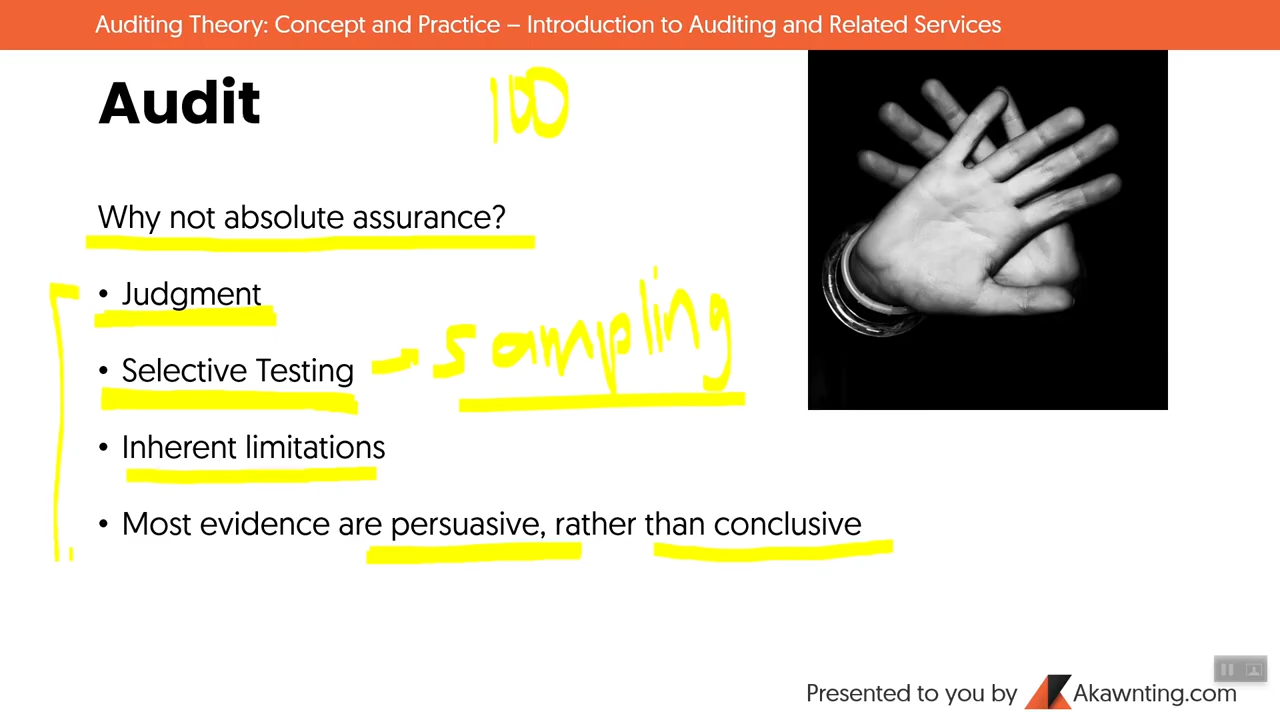 Auditing Theory: Concept and Practice – Introduction to Auditing and Related Services
Audit
100
Why not absolute assurance?
• Judgment
• Selective Testing - sampling
• Inherent limitations
• Most evidence are persuasive, rather than conclusive
Presented to you by Akawnting.com